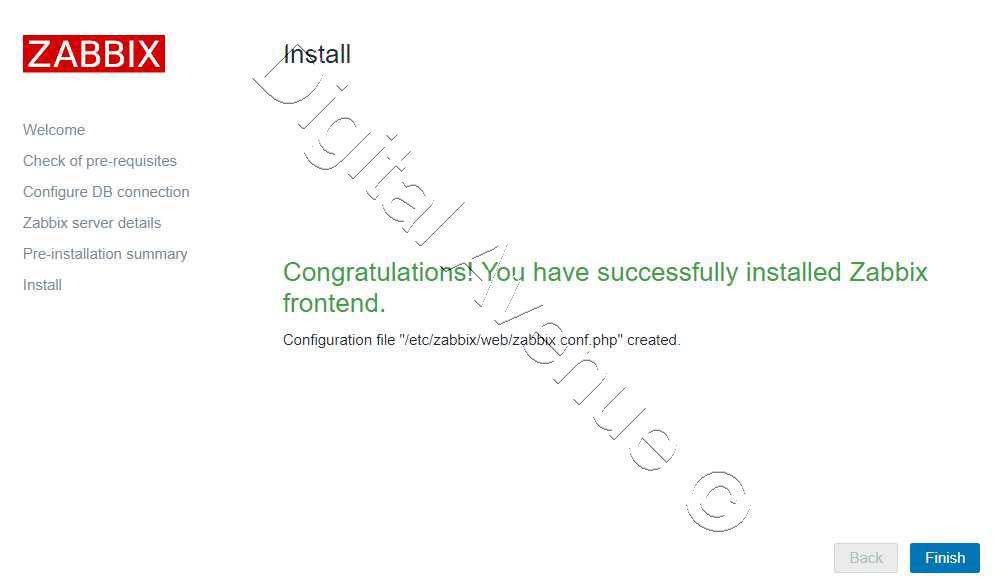 ZABBIX
Install
Welcome
Check of pre-requisites
Configure DB connection
Zabbix server details
Pre-installation summary
Install
Congratulations! You have successfully installed Zabbix
frontend.
Configuration file "/etc/zabbix/web/zabbix.conf.php" created.
Digital Avenue ©
Back
Finish